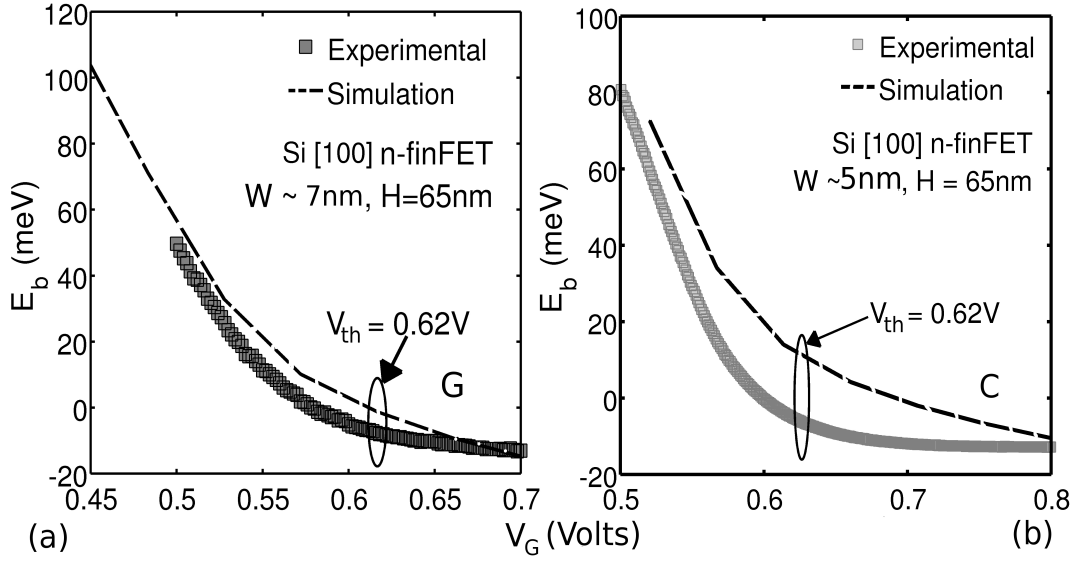 120
100
80
60
40
20
0
-20
E_b (meV)
Experimental
Simulation
Si [100] n-finFET
W ~ 7nm, H=65nm
V_th = 0.62V
G
0.45 0.5 0.55 0.6 0.65 0.7
(a)
100
80
60
40
20
0
-20
E_b (meV)
Experimental
Simulation
Si [100] n-finFET
W ~5nm, H = 65nm
V_th = 0.62V
C
0.5 0.6 0.7 0.8
V_G (Volts)
(b)